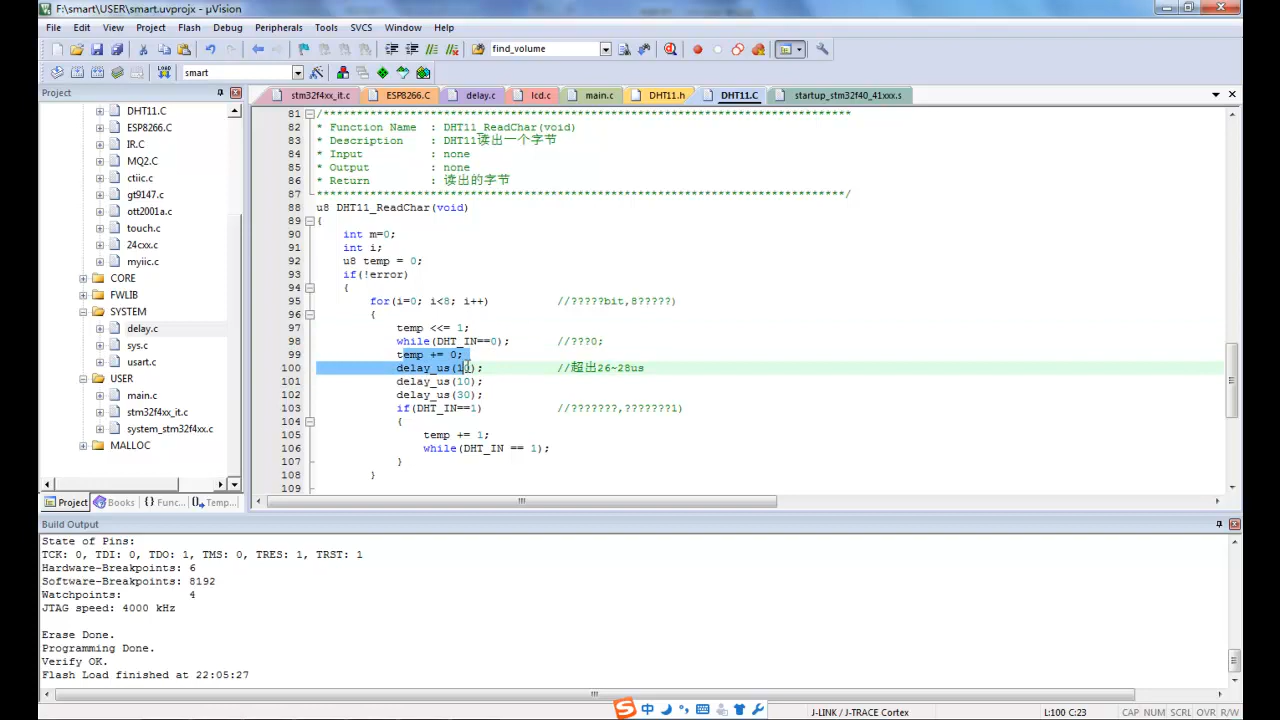 F:\smart\USER\smart.uvprojx - µVision
File Edit View Project Flash Debug Peripherals Tools SVCS Window Help
find_volume
LOAD smart
Project
stm32f4xx_it.c ESP8266.C delay.c lcd.c main.c DHT11.h DHT11.C startup_stm32f40_41xxx.s
DHT11.C
ESP8266.C
IR.C
MQ2.C
ctiic.c
gt9147.c
ott2001a.c
touch.c
24cxx.c
myiic.c
CORE
FWLIB
SYSTEM
delay.c
sys.c
usart.c
USER
main.c
stm32f4xx_it.c
system_stm32f4xx.c
MALLOC
Project Books Func... Temp...
81 /*******************************************************************************
82 * Function Name : DHT11_ReadChar(void)
83 * Description : DHT11读出一个字节
84 * Input : none
85 * Output : none
86 * Return : 读出的字节
87 *******************************************************************************/
88 u8 DHT11_ReadChar(void)
89 {
90 int m=0;
91 int i;
92 u8 temp = 0;
93 if(!error)
94 {
95 for(i=0; i<8; i++) //?????bit,8?????)
96 {
97 temp <<= 1;
98 while(DHT_IN==0); //???0;
99 temp += 0;
100 delay_us(10); //超出26~28us
101 delay_us(10);
102 delay_us(30);
103 if(DHT_IN==1) //???????,???????1)
104 {
105 temp += 1;
106 while(DHT_IN == 1);
107 }
108 }
109
Build Output
State of Pins:
TCK: 0, TDI: 0, TDO: 1, TMS: 0, TRES: 1, TRST: 1
Hardware-Breakpoints: 6
Software-Breakpoints: 8192
Watchpoints: 4
JTAG speed: 4000 kHz
Erase Done.
Programming Done.
Verify OK.
Flash Load finished at 22:05:27
S 中
J-LINK / J-TRACE Cortex L:100 C:23 CAP NUM SCRL OVR R/W